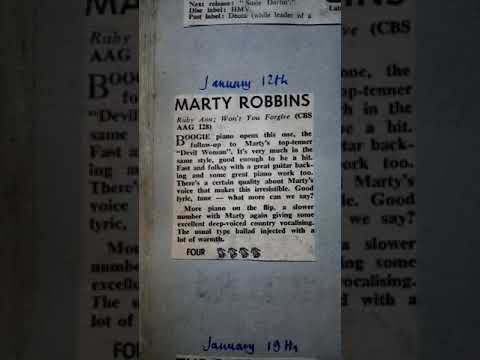 Next release: "Susie Darlin'".
Disc label: HMV.
Past label: Decca (while leader of a
January 12th
MARTY ROBBINS
Ruby Ann; Won't You Forgive (CBS
AAG 128)
BOOGIE piano opens this one, the
follow-up to Marty's top-tenner
"Devil Woman". It's very much in the
same style, good enough to be a hit.
Fast and folksy with a great guitar back-
ing and some great piano work too.
There's a certain quality about Marty's
voice that makes this irresistible. Good
lyric, tune — what more can we say?
More piano on the flip, a slower
number with Marty again giving some
excellent deep-voiced country vocalising.
The usual type ballad injected with a
lot of warmth.
FOUR
January 19th